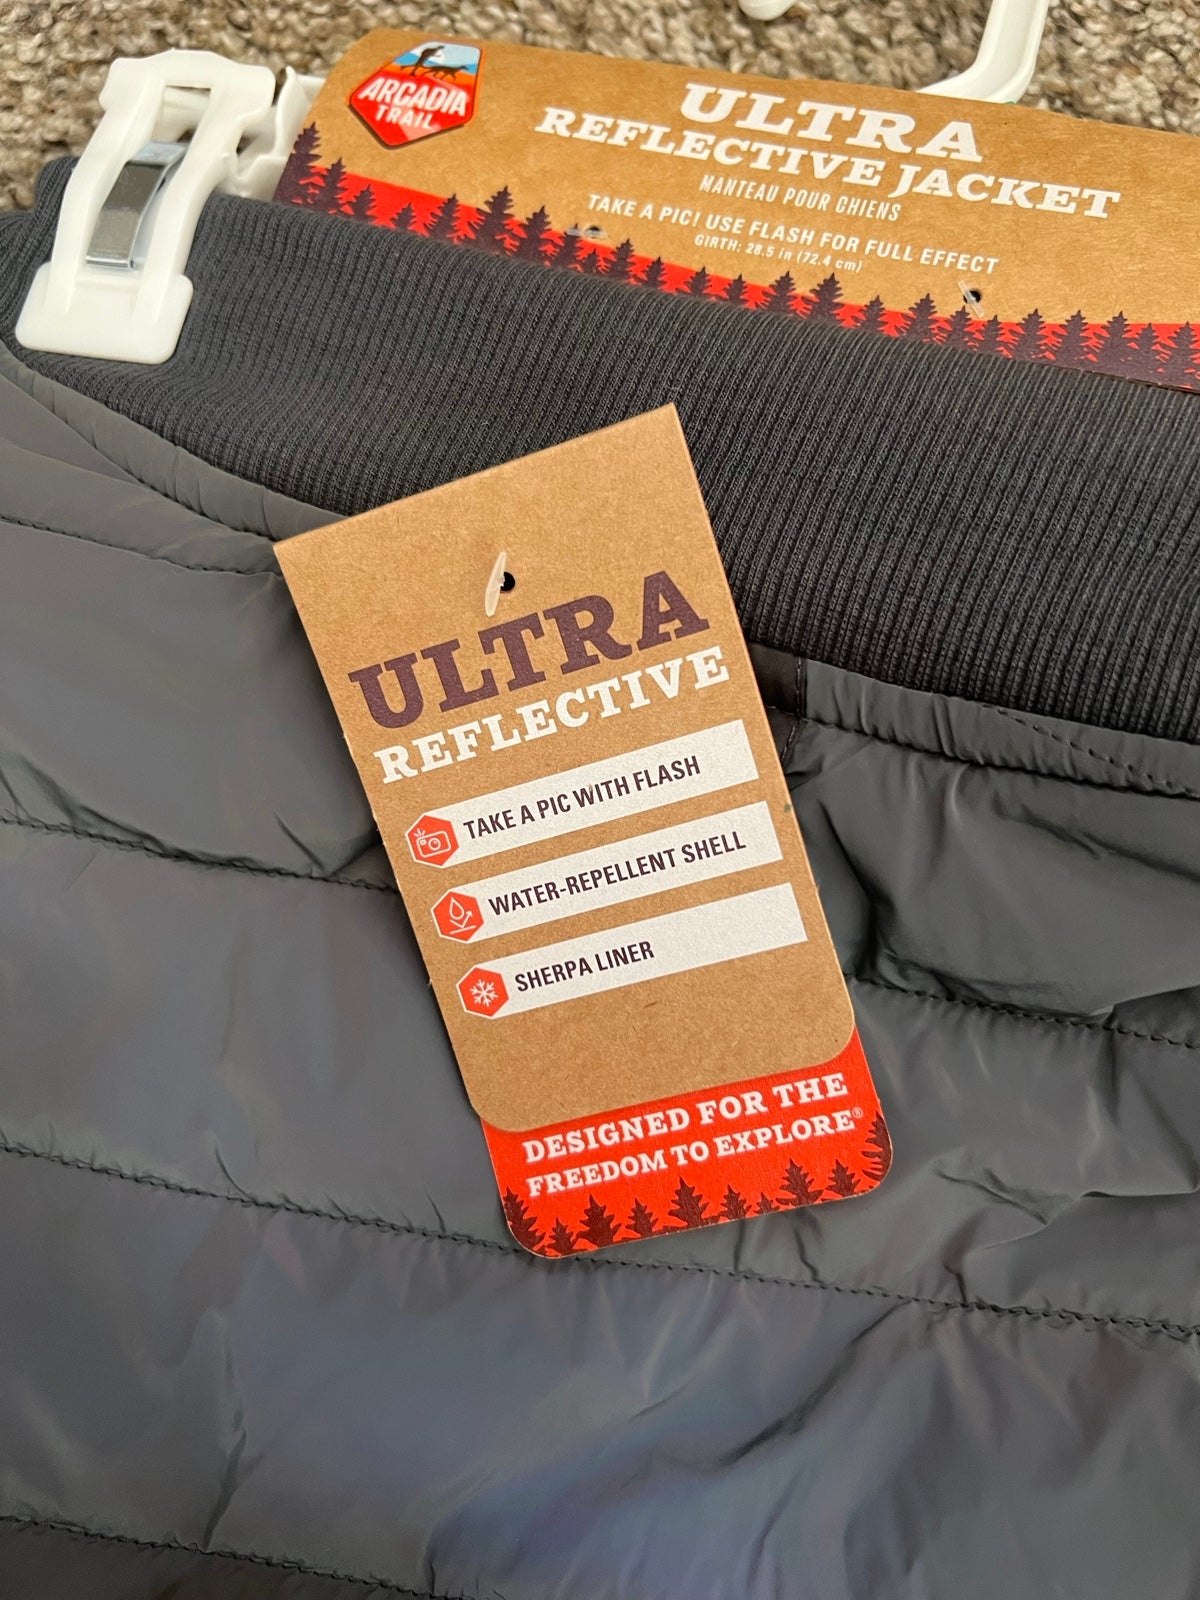 ARCADIA
TRAIL
ULTRA
REFLECTIVE JACKET
MANTEAU POUR CHIENS
TAKE A PIC! USE FLASH FOR FULL EFFECT
GIRTH: 28.5 in (72.4 cm)
ULTRA
REFLECTIVE
TAKE A PIC WITH FLASH
WATER-REPELLENT SHELL
SHERPA LINER
DESIGNED FOR THE
FREEDOM TO EXPLORE®